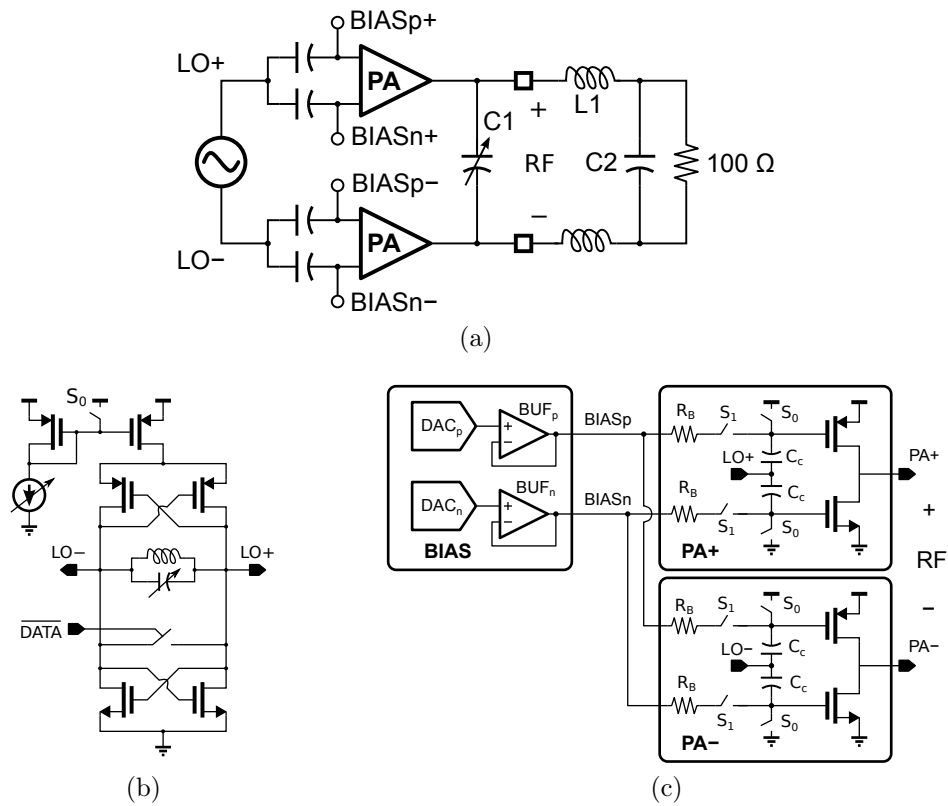 BIASp+
LO+
PA
BIASn+
C1
+
RF
−
L1
C2
100 Ω
BIASp−
PA
LO−
BIASn−
(a)
S0
LO−
LO+
DATA
(b)
DACp
BUFp
+
−
BIASp
DACn
BUFn
+
−
BIASn
BIAS
RB
S1
S0
Cc
LO+
Cc
RB
S1
S0
PA+
PA+
+
RF
−
RB
S1
S0
Cc
LO−
Cc
RB
S1
S0
PA−
PA−
(c)